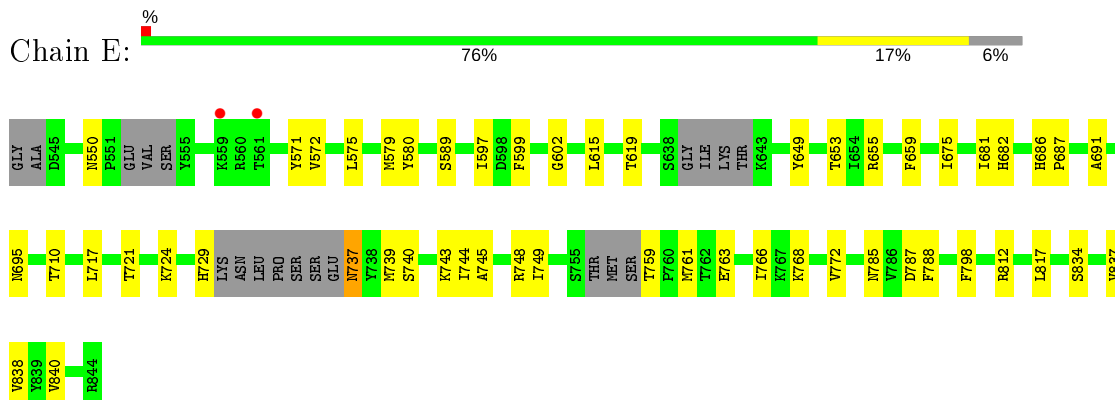 %
Chain E:
76% 17% 6%
GLY ALA D545 N550 P551 GLU VAL SER Y555 K559 R560 T561 Y571 V572 L575 M579 Y580 S589 I597 D598 F599 G602 L615 T619 S638 GLY ILE LYS THR K643 Y649 T653 I654 R655 F659 I675 I681 H682 H686 P687 A691
N695 T710 L717 T721 K724 H729 LYS ASN LEU PRO SER SER GLU N737 Y738 M739 S740 K743 I744 A745 R748 I749 S755 THR MET SER T759 P760 M761 T762 E763 I766 K767 K768 V772 N785 V786 D787 F788 F798 R812 L817 S834
V838 Y839 V840 R844